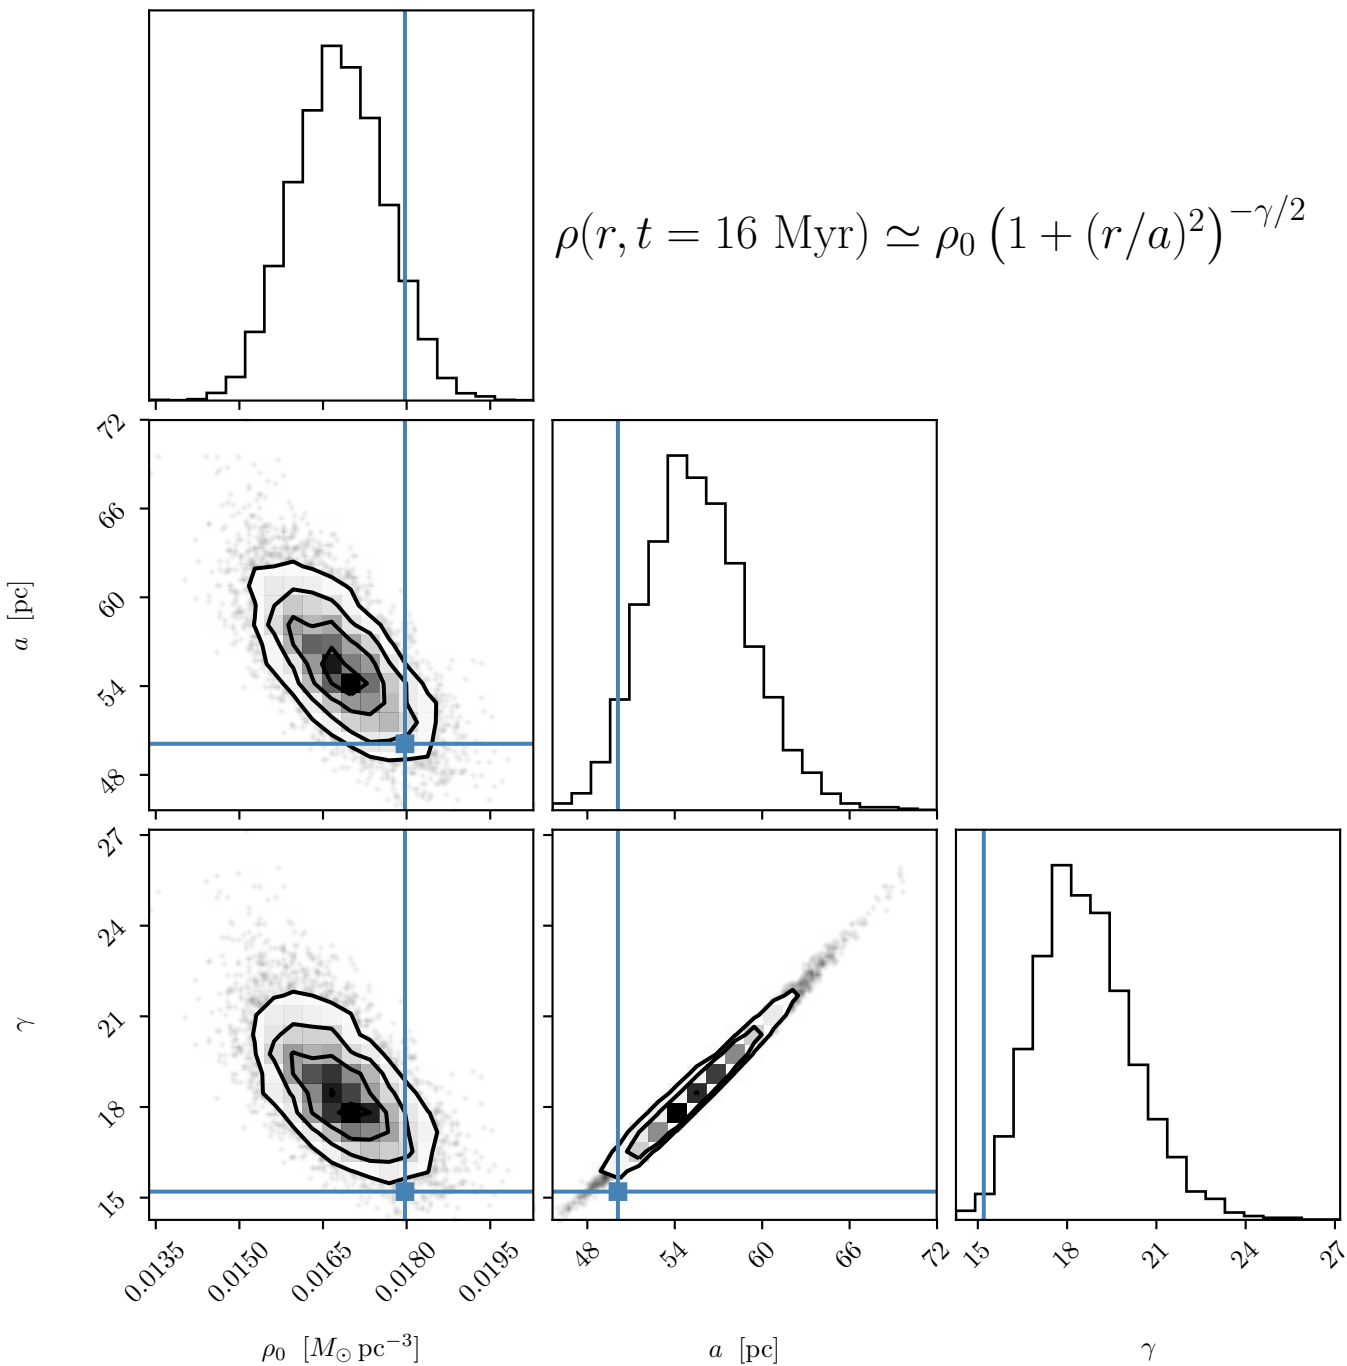 ρ(r, t = 16 Myr) ≃ ρ₀ (1 + (r/a)²)^{−γ/2}
72
66
60
54
48
a [pc]
27
24
21
18
15
γ
0.0135 0.0150 0.0165 0.0180 0.0195
48 54 60 66 72
15 18 21 24 27
ρ₀ [M☉ pc⁻³]
a [pc]
γ